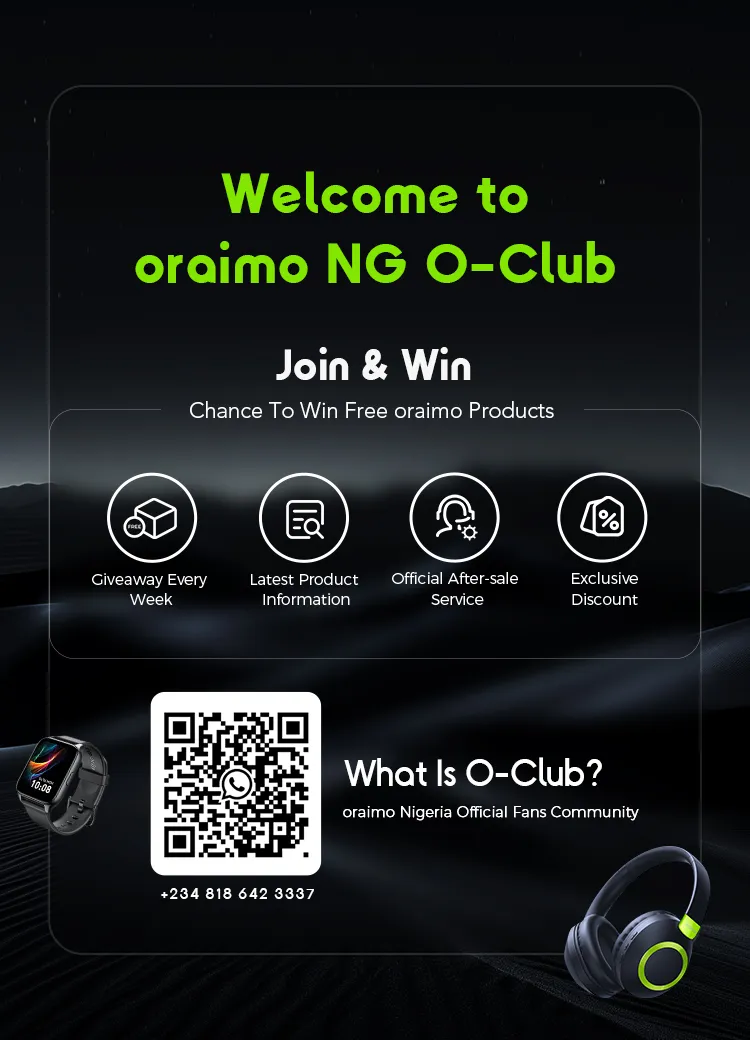 Welcome to
oraimo NG O-Club
Join & Win
Chance To Win Free oraimo Products
FREE
Giveaway Every
Week
Latest Product
Information
Official After-sale
Service
Exclusive
Discount
10:08
What Is O-Club?
oraimo Nigeria Official Fans Community
+234 818 642 3337